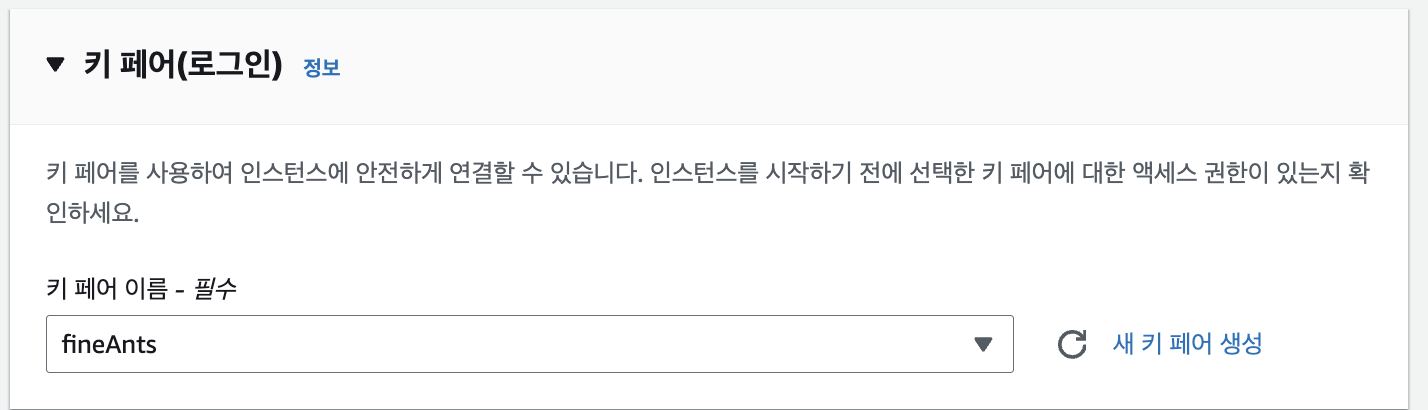 ▼ 키 페어(로그인) 정보
키 페어를 사용하여 인스턴스에 안전하게 연결할 수 있습니다. 인스턴스를 시작하기 전에 선택한 키 페어에 대한 액세스 권한이 있는지 확
인하세요.
키 페어 이름 - 필수
fineAnts
새 키 페어 생성